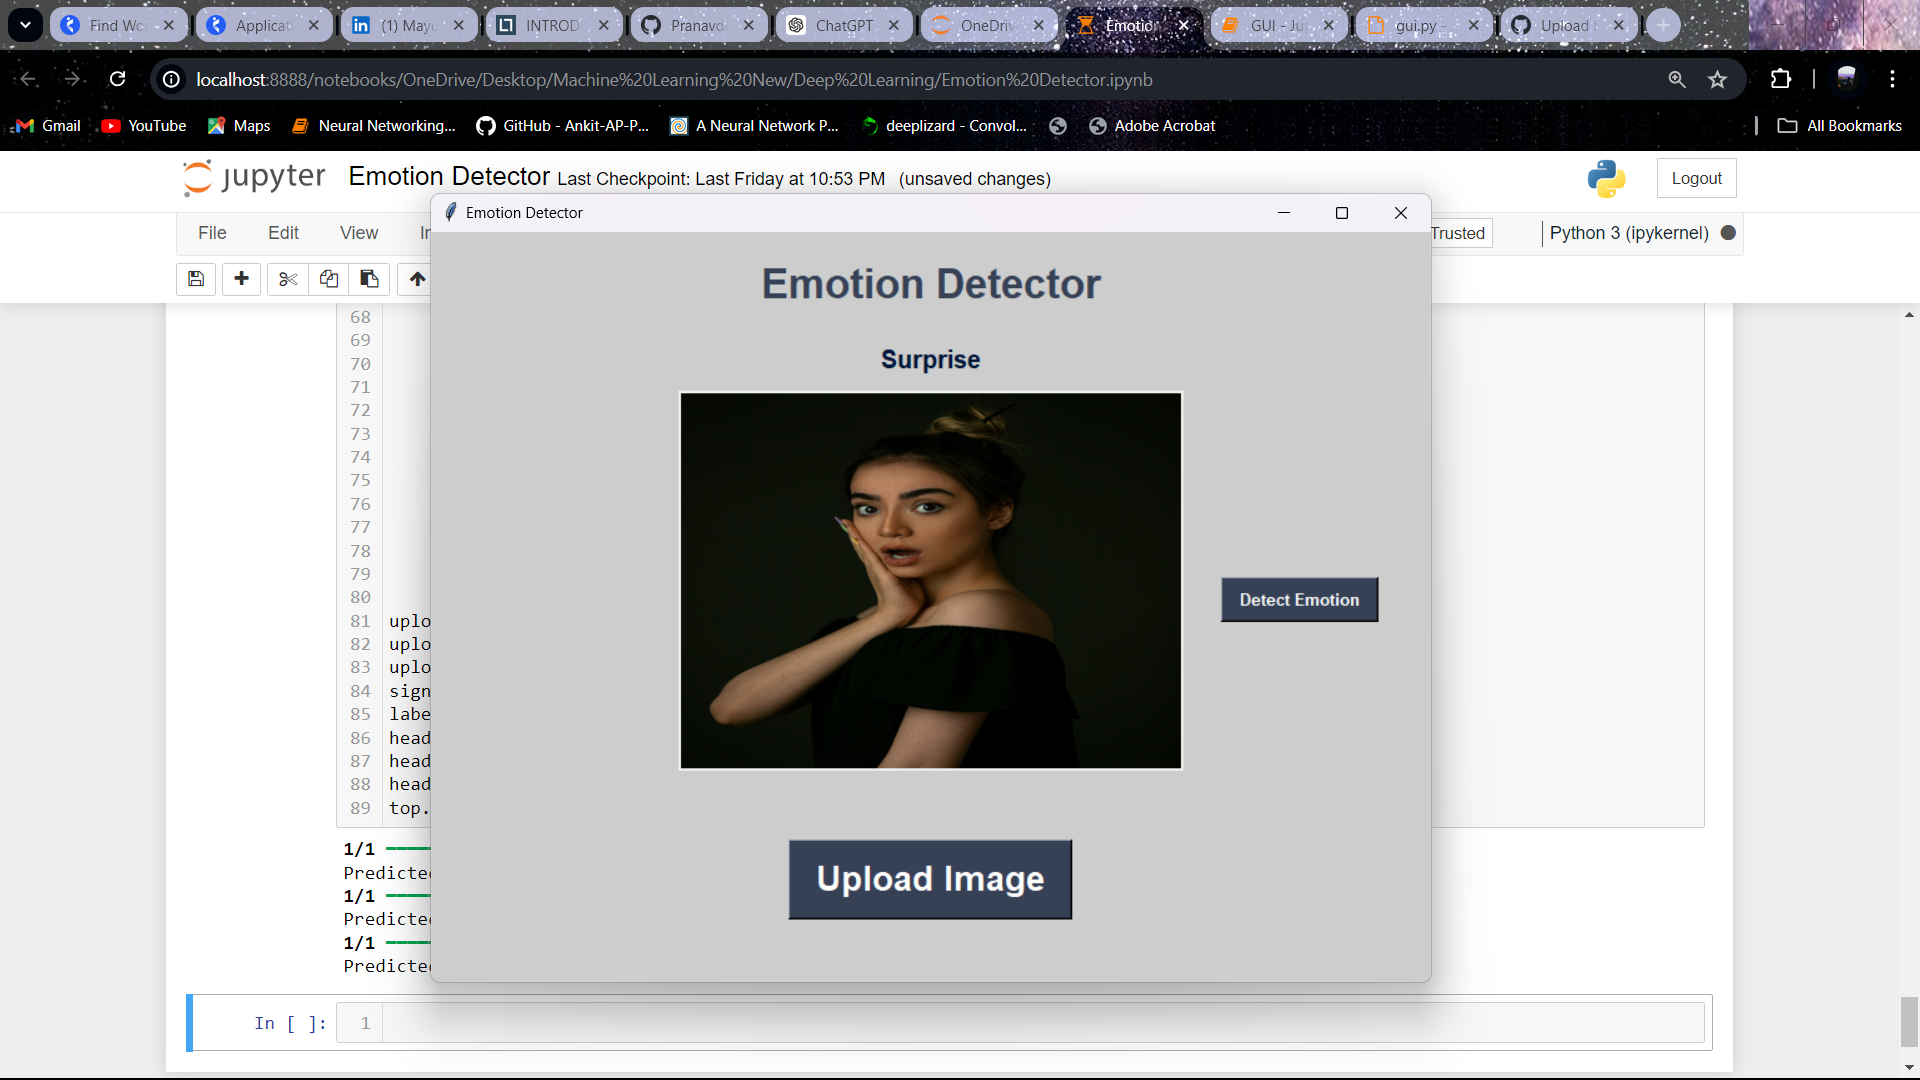 Find Wo
Applicat
(1) Mayu
INTROD
Pranavd
ChatGPT
OneDriv
Emotio
GUI - Ju
gui.py -
Upload
localhost:8888/notebooks/OneDrive/Desktop/Machine%20Learning%20New/Deep%20Learning/Emotion%20Detector.ipynb
Gmail
YouTube
Maps
Neural Networking...
GitHub - Ankit-AP-P...
A Neural Network P...
deeplizard - Convol...
Adobe Acrobat
All Bookmarks
jupyter Emotion Detector Last Checkpoint: Last Friday at 10:53 PM (unsaved changes)
Logout
Emotion Detector
File Edit View In
Trusted
Python 3 (ipykernel)
Emotion Detector
Surprise
Detect Emotion
Upload Image
68
69
70
71
72
73
74
75
76
77
78
79
80
81 uplo
82 uplo
83 uplo
84 sign
85 labe
86 head
87 head
88 head
89 top.
1/1
Predicted
1/1
Predicted
1/1
Predicted
In [ ]: 1